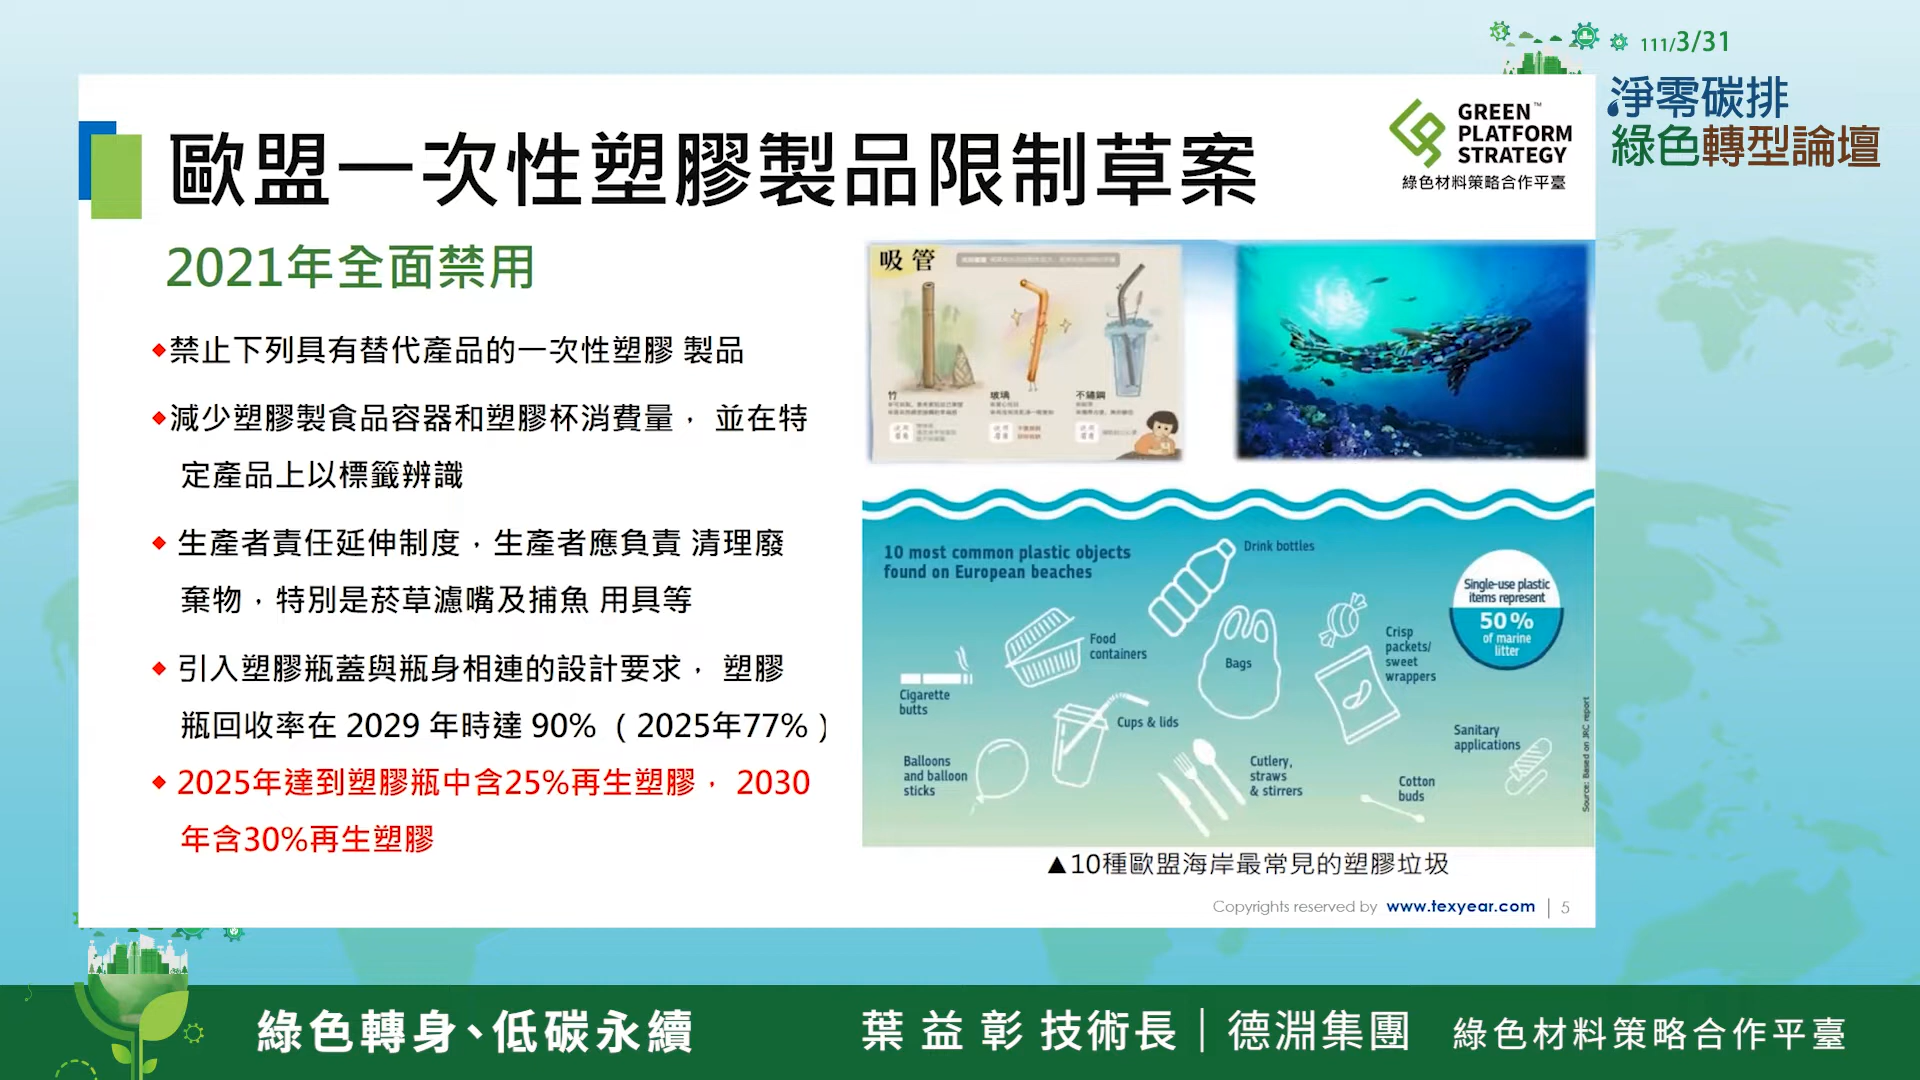 111/3/31
淨零碳排
綠色轉型論壇
GREEN
PLATFORM
STRATEGY
綠色材料策略合作平臺
歐盟一次性塑膠製品限制草案
2021年全面禁用
禁止下列具有替代產品的一次性塑膠 製品
減少塑膠製食品容器和塑膠杯消費量， 並在特
定產品上以標籤辨識
生產者責任延伸制度，生產者應負責 清理廢
棄物，特別是菸草濾嘴及捕魚 用具等
引入塑膠瓶蓋與瓶身相連的設計要求， 塑膠
瓶回收率在 2029 年時達 90% （2025年77%）
2025年達到塑膠瓶中含25%再生塑膠， 2030
年含30%再生塑膠
吸管
竹
玻璃
不鏽鋼
10 most common plastic objects
found on European beaches
Drink bottles
Single-use plastic
items represent
50%
of marine
litter
Food
containers
Bags
Crisp
packets/
sweet
wrappers
Cigarette
butts
Cups & lids
Sanitary
applications
Balloons
and balloon
sticks
Cutlery,
straws
& stirrers
Cotton
buds
Source: Based on JRC report
▲10種歐盟海岸最常見的塑膠垃圾
Copyrights reserved by www.texyear.com | 5
綠色轉身、低碳永續
葉益彰 技術長｜德淵集團 綠色材料策略合作平臺